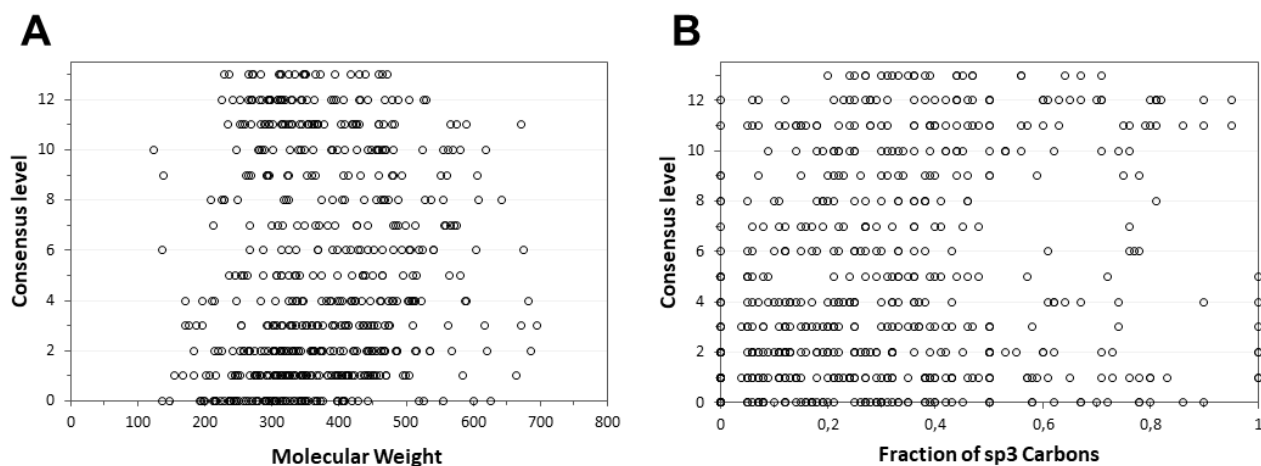 A
B
Consensus level
12
10
8
6
4
2
0
0 100 200 300 400 500 600 700 800
Molecular Weight
Consensus level
12
10
8
6
4
2
0
0 0,2 0,4 0,6 0,8 1
Fraction of sp3 Carbons